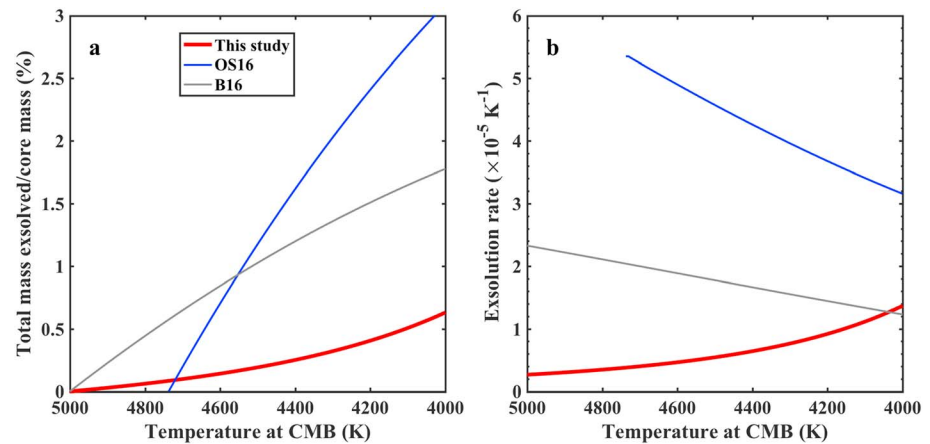 a
This study
OS16
B16
Total mass exsolved/core mass (%)
3
2.5
2
1.5
1
0.5
0
5000 4800 4600 4400 4200 4000
Temperature at CMB (K)
b
Exsolution rate (×10⁻⁵ K⁻¹)
6
5
4
3
2
1
0
5000 4800 4600 4400 4200 4000
Temperature at CMB (K)